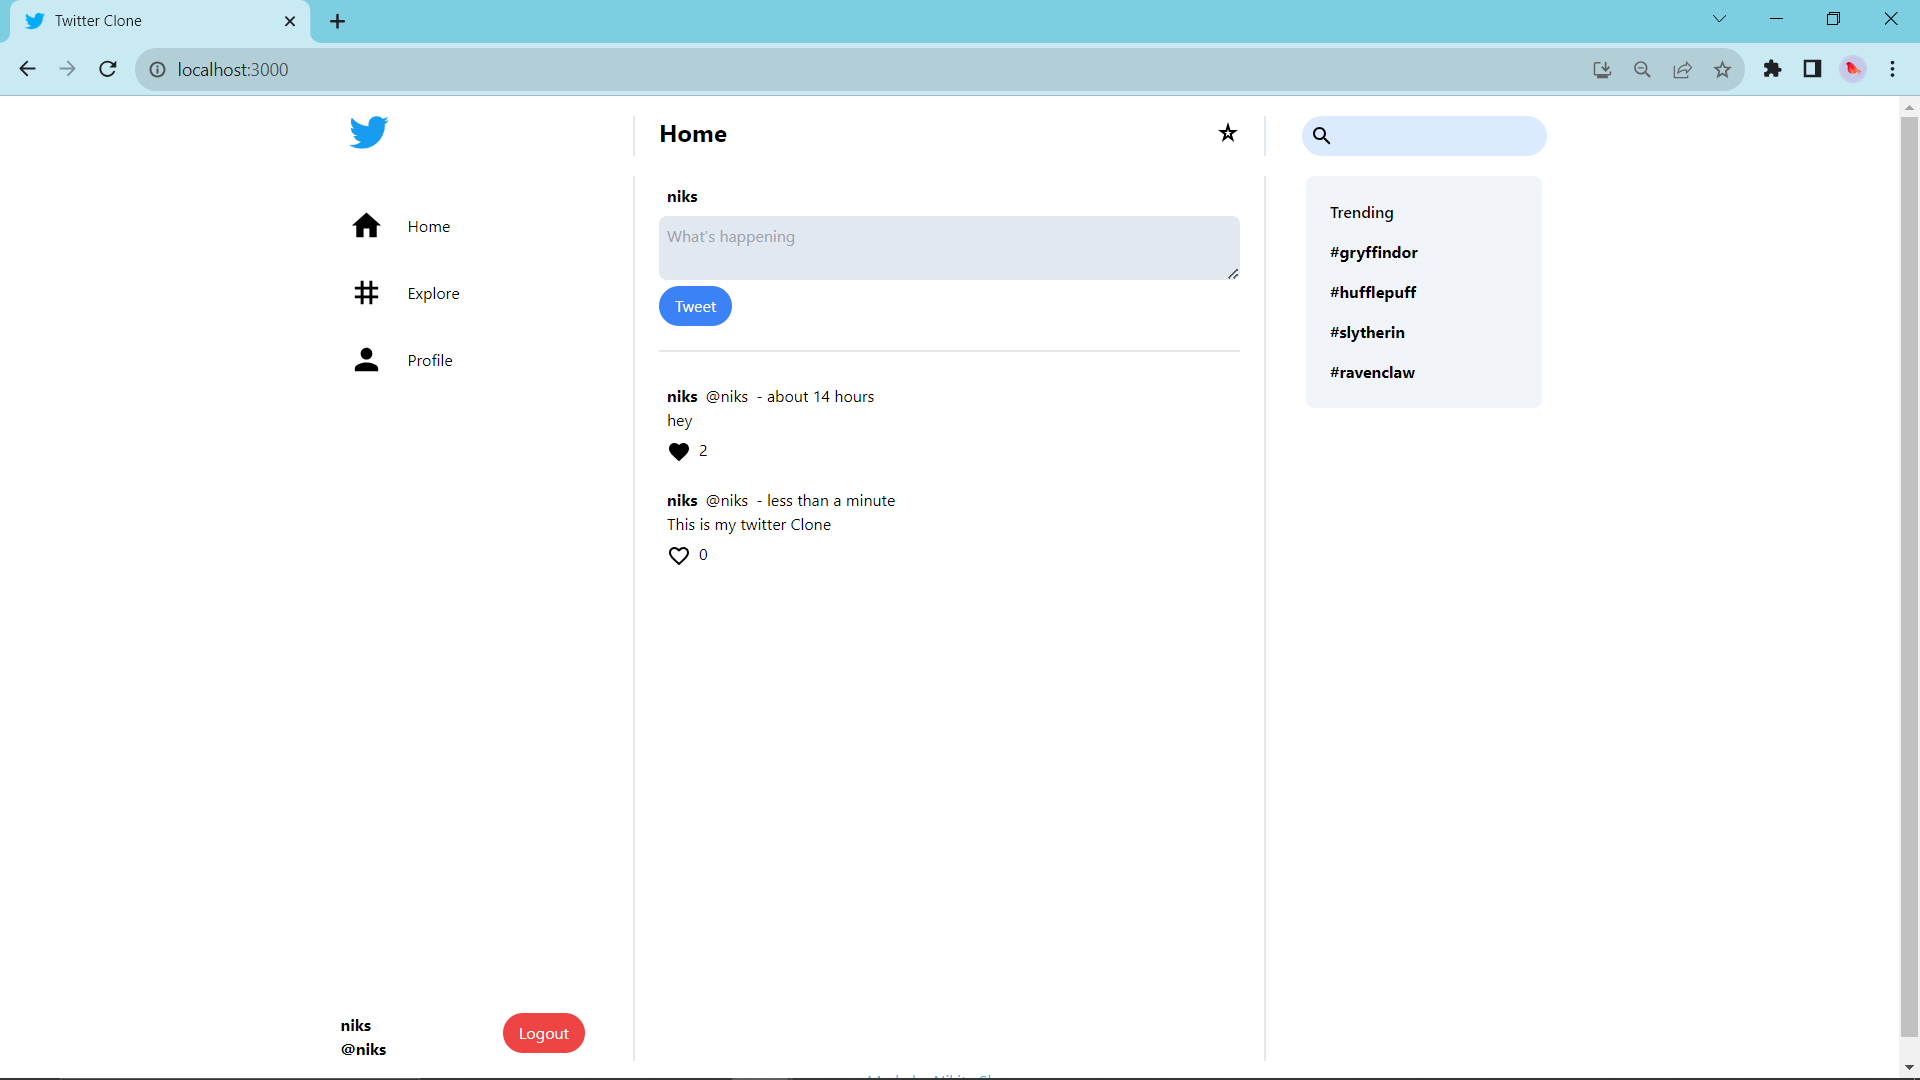 Twitter Clone
localhost:3000
Home
Home
Explore
Profile
niks
What's happening
Tweet
niks @niks - about 14 hours
hey
2
niks @niks - less than a minute
This is my twitter Clone
0
Trending
#gryffindor
#hufflepuff
#slytherin
#ravenclaw
niks
@niks
Logout